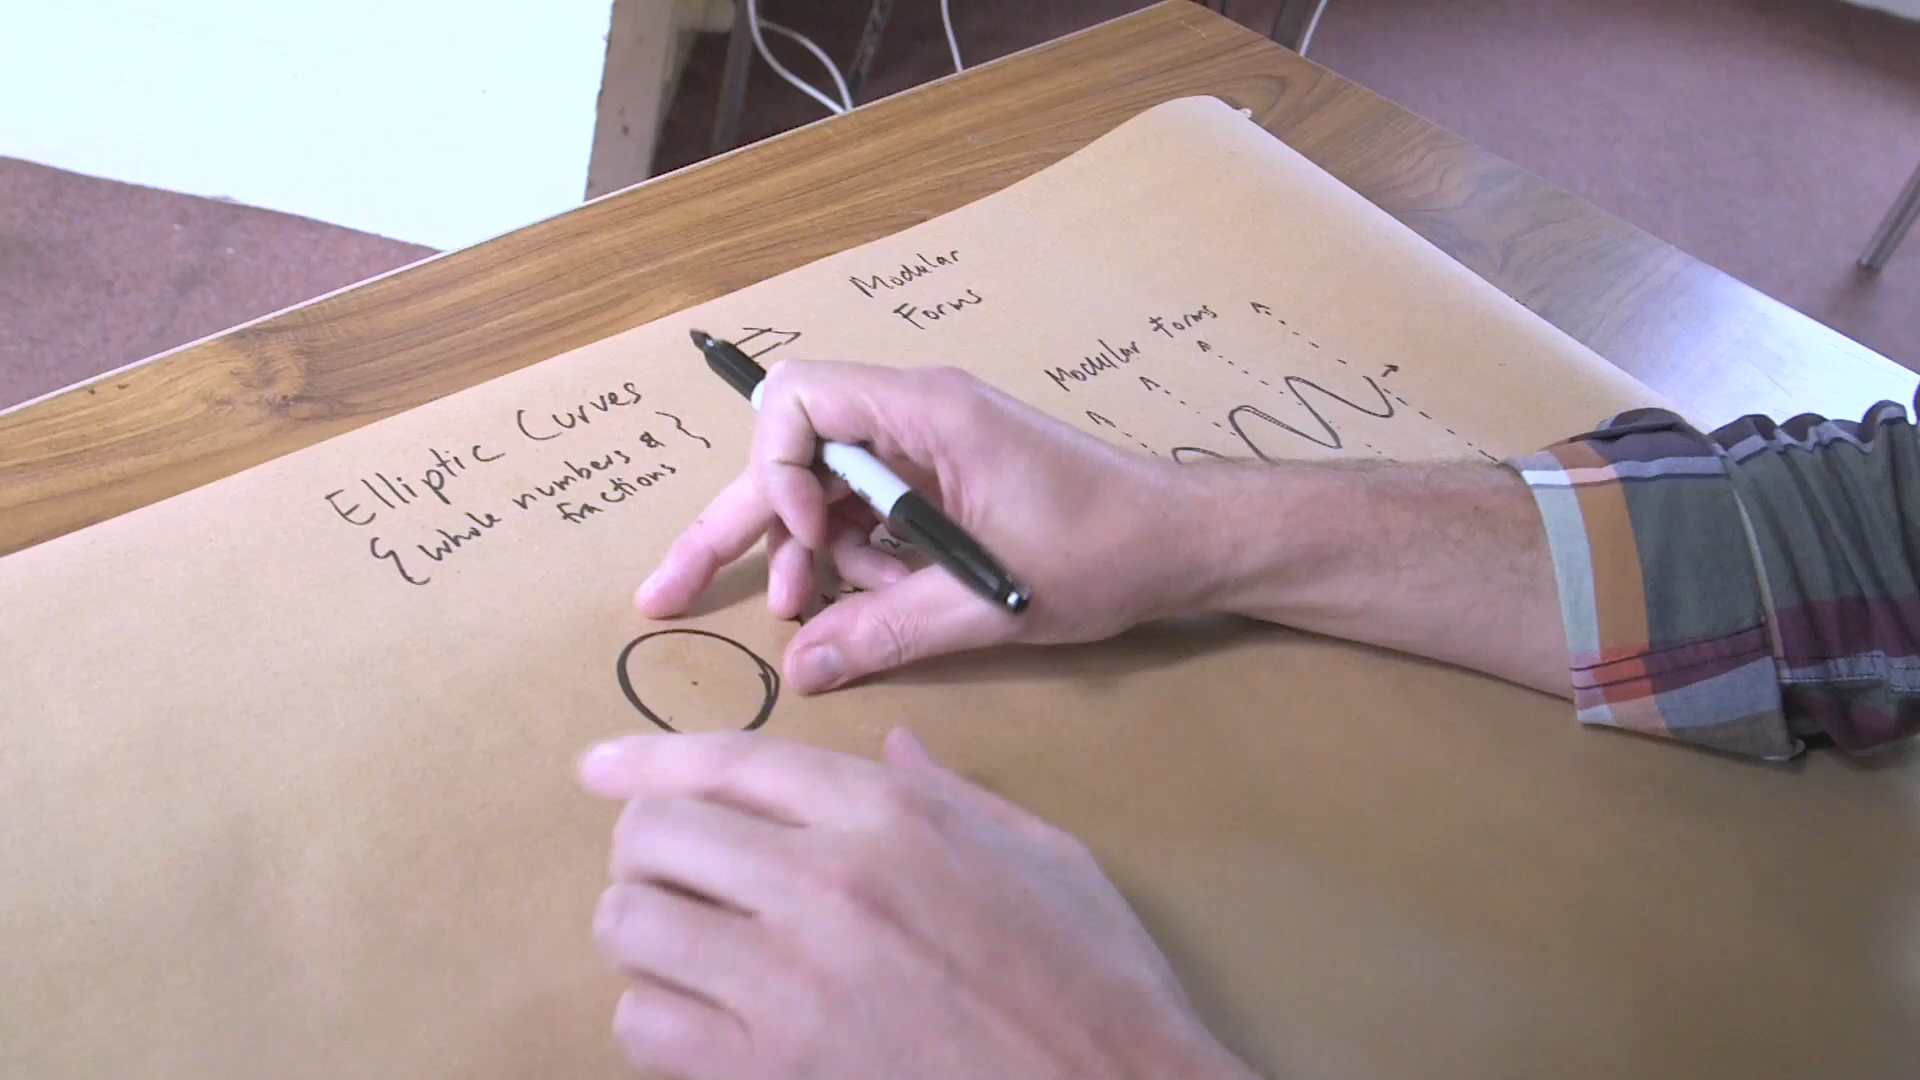 Modular
Forms
Elliptic Curves
{ whole numbers &
fractions }
Modular Forms